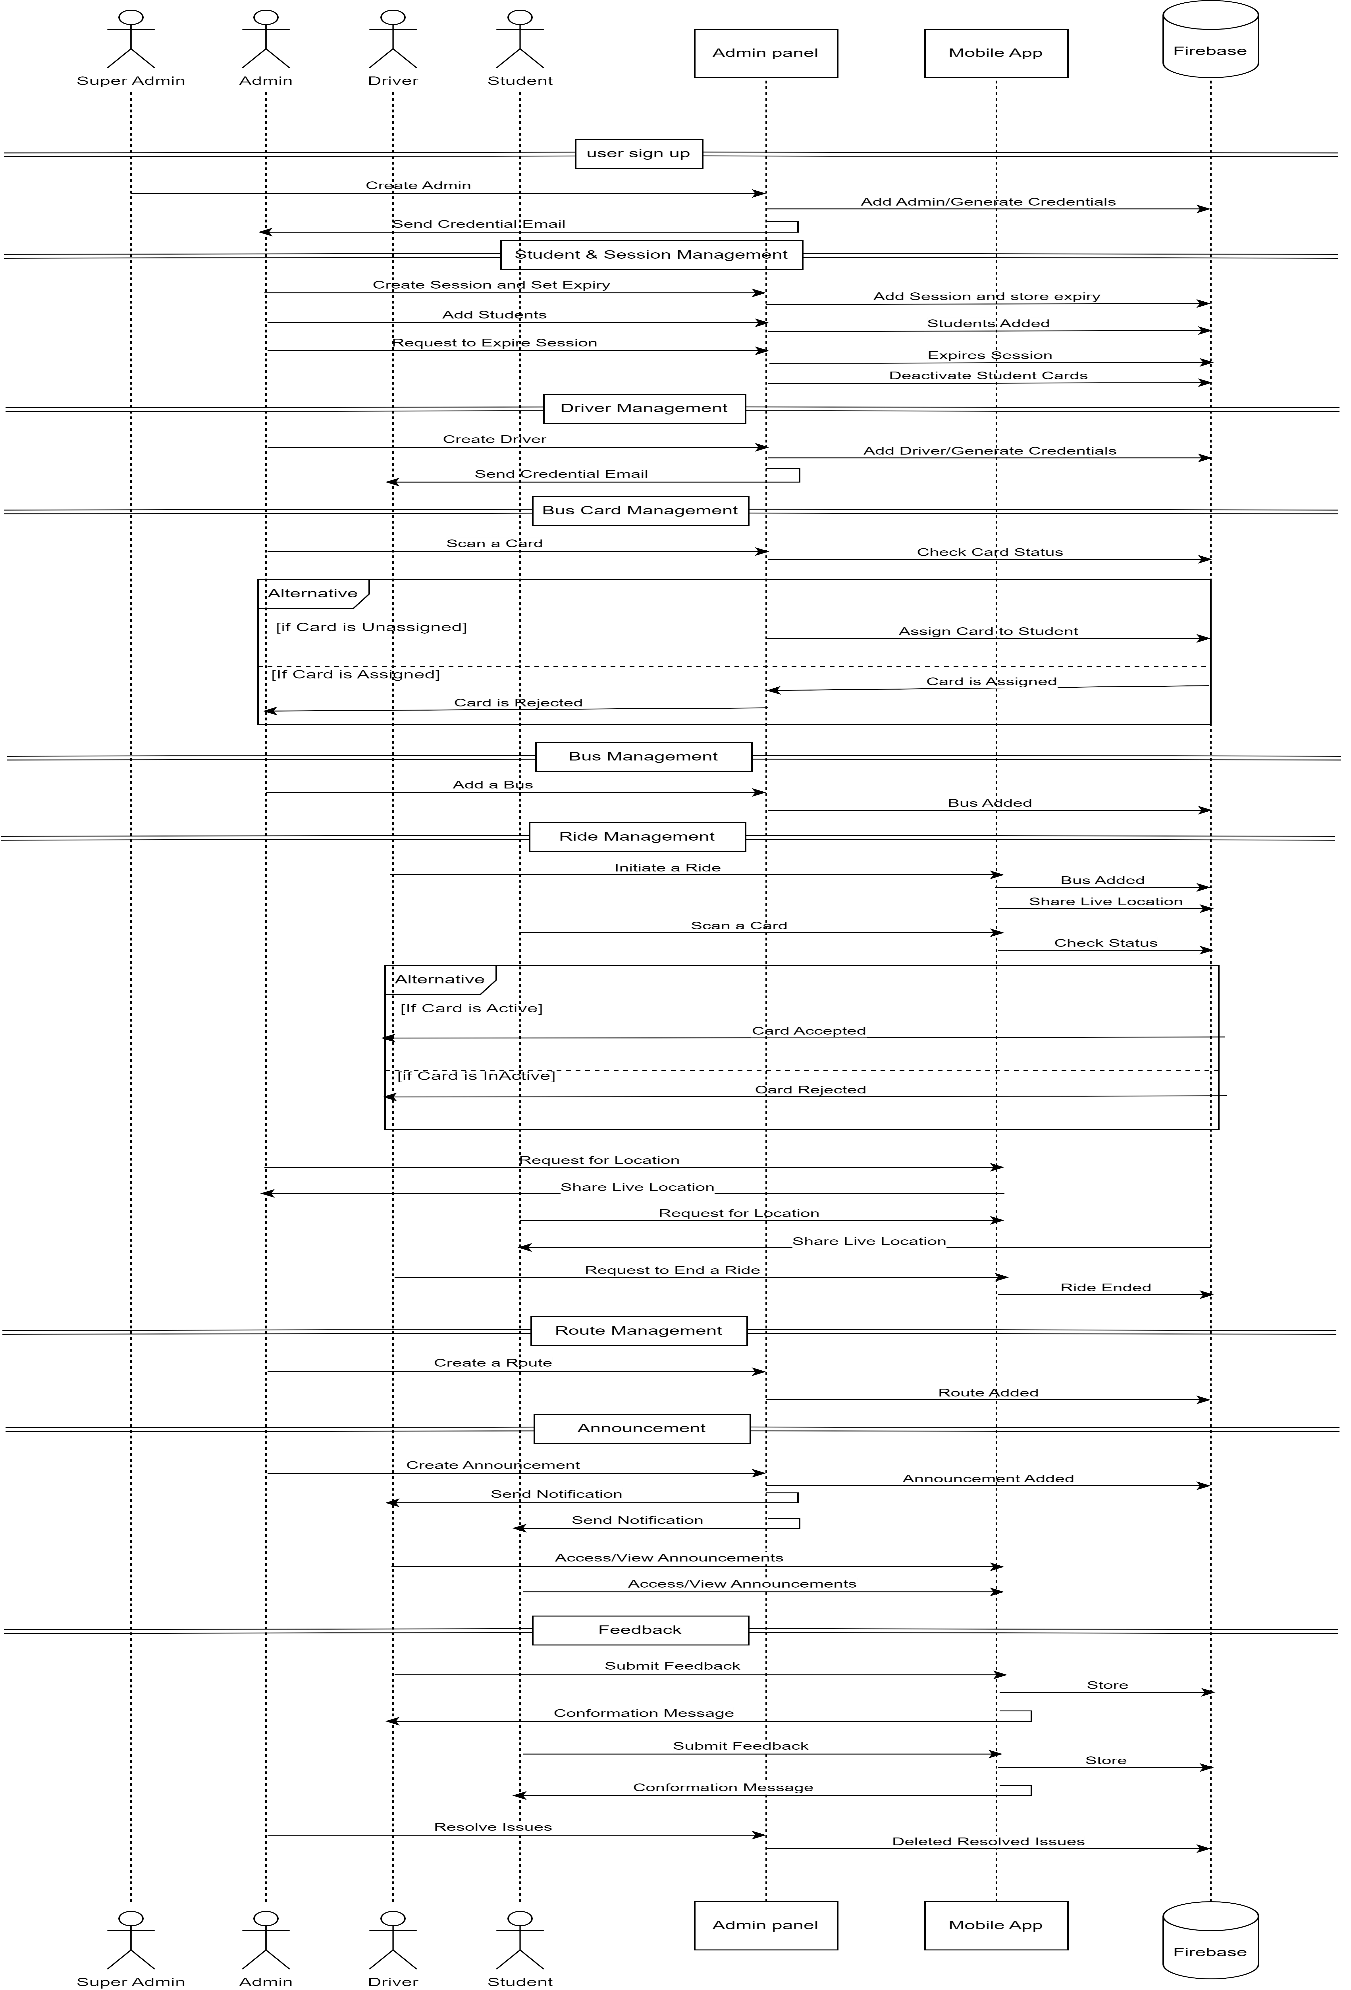 Super Admin
Admin
Driver
Student
Admin panel
Mobile App
Firebase
user sign up
Create Admin
Add Admin/Generate Credentials
Send Credential Email
Student & Session Management
Create Session and Set Expiry
Add Session and store expiry
Add Students
Students Added
Request to Expire Session
Expires Session
Deactivate Student Cards
Driver Management
Create Driver
Add Driver/Generate Credentials
Send Credential Email
Bus Card Management
Scan a Card
Check Card Status
Alternative
[if Card is Unassigned]
Assign Card to Student
[If Card is Assigned]
Card is Assigned
Card is Rejected
Bus Management
Add a Bus
Bus Added
Ride Management
Initiate a Ride
Bus Added
Share Live Location
Scan a Card
Check Status
Alternative
[If Card is Active]
Card Accepted
[if Card is InActive]
Card Rejected
Request for Location
Share Live Location
Request for Location
Share Live Location
Request to End a Ride
Ride Ended
Route Management
Create a Route
Route Added
Announcement
Create Announcement
Announcement Added
Send Notification
Send Notification
Access/View Announcements
Access/View Announcements
Feedback
Submit Feedback
Store
Conformation Message
Submit Feedback
Store
Conformation Message
Resolve Issues
Deleted Resolved Issues
Super Admin
Admin
Driver
Student
Admin panel
Mobile App
Firebase